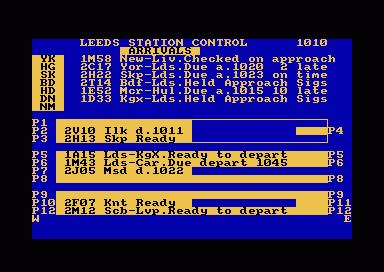 LEEDS STATION CONTROL 1010
ARRIVALS
YK 1M58 New-Liv.Checked on approach
HG 2C17 Yor-Lds.Due a.1020 2 late
SK 2H22 Skp-Lds.Due a.1023 on time
BD 2T14 Bdf-Lds.Held Approach Sigs
HD 1E52 Mcr-Hul.Due a.1015 10 late
DN 1D33 Kgx-Lds.Held Approach Sigs
NM
P1
P2 2V10 Ilk d.1011 P4
P3 2H13 Skp Ready
P5 1A15 Lds-KgX.Ready to depart P5
P6 1M43 Lds-Car.Due depart 1045 P6
P7 2J05 Msd d.1022
P8 P8
P9
P10 2F07 Knt Ready P11
P12 2M12 Scb-Lvp.Ready to depart P12
W E